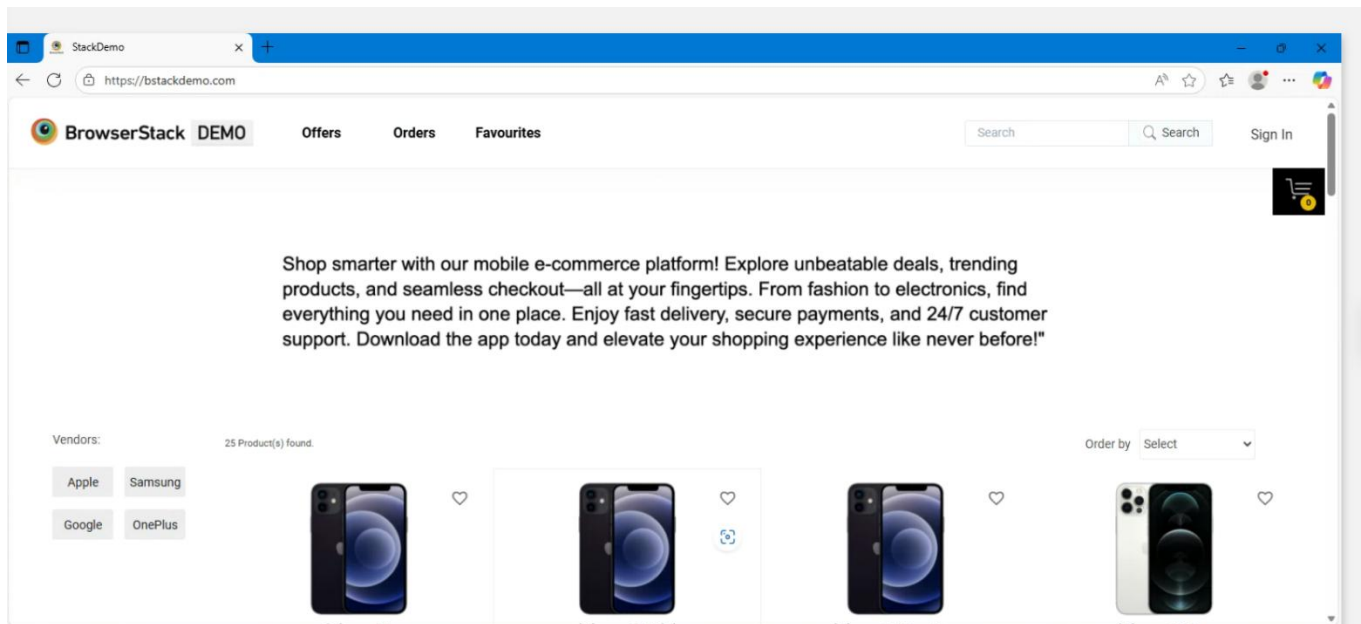 StackDemo
https://bstackdemo.com
BrowserStack DEMO
Offers
Orders
Favourites
Search
Search
Sign In
0
Shop smarter with our mobile e-commerce platform! Explore unbeatable deals, trending
products, and seamless checkout—all at your fingertips. From fashion to electronics, find
everything you need in one place. Enjoy fast delivery, secure payments, and 24/7 customer
support. Download the app today and elevate your shopping experience like never before!"
Vendors:
25 Product(s) found.
Order by
Select
Apple
Samsung
Google
OnePlus